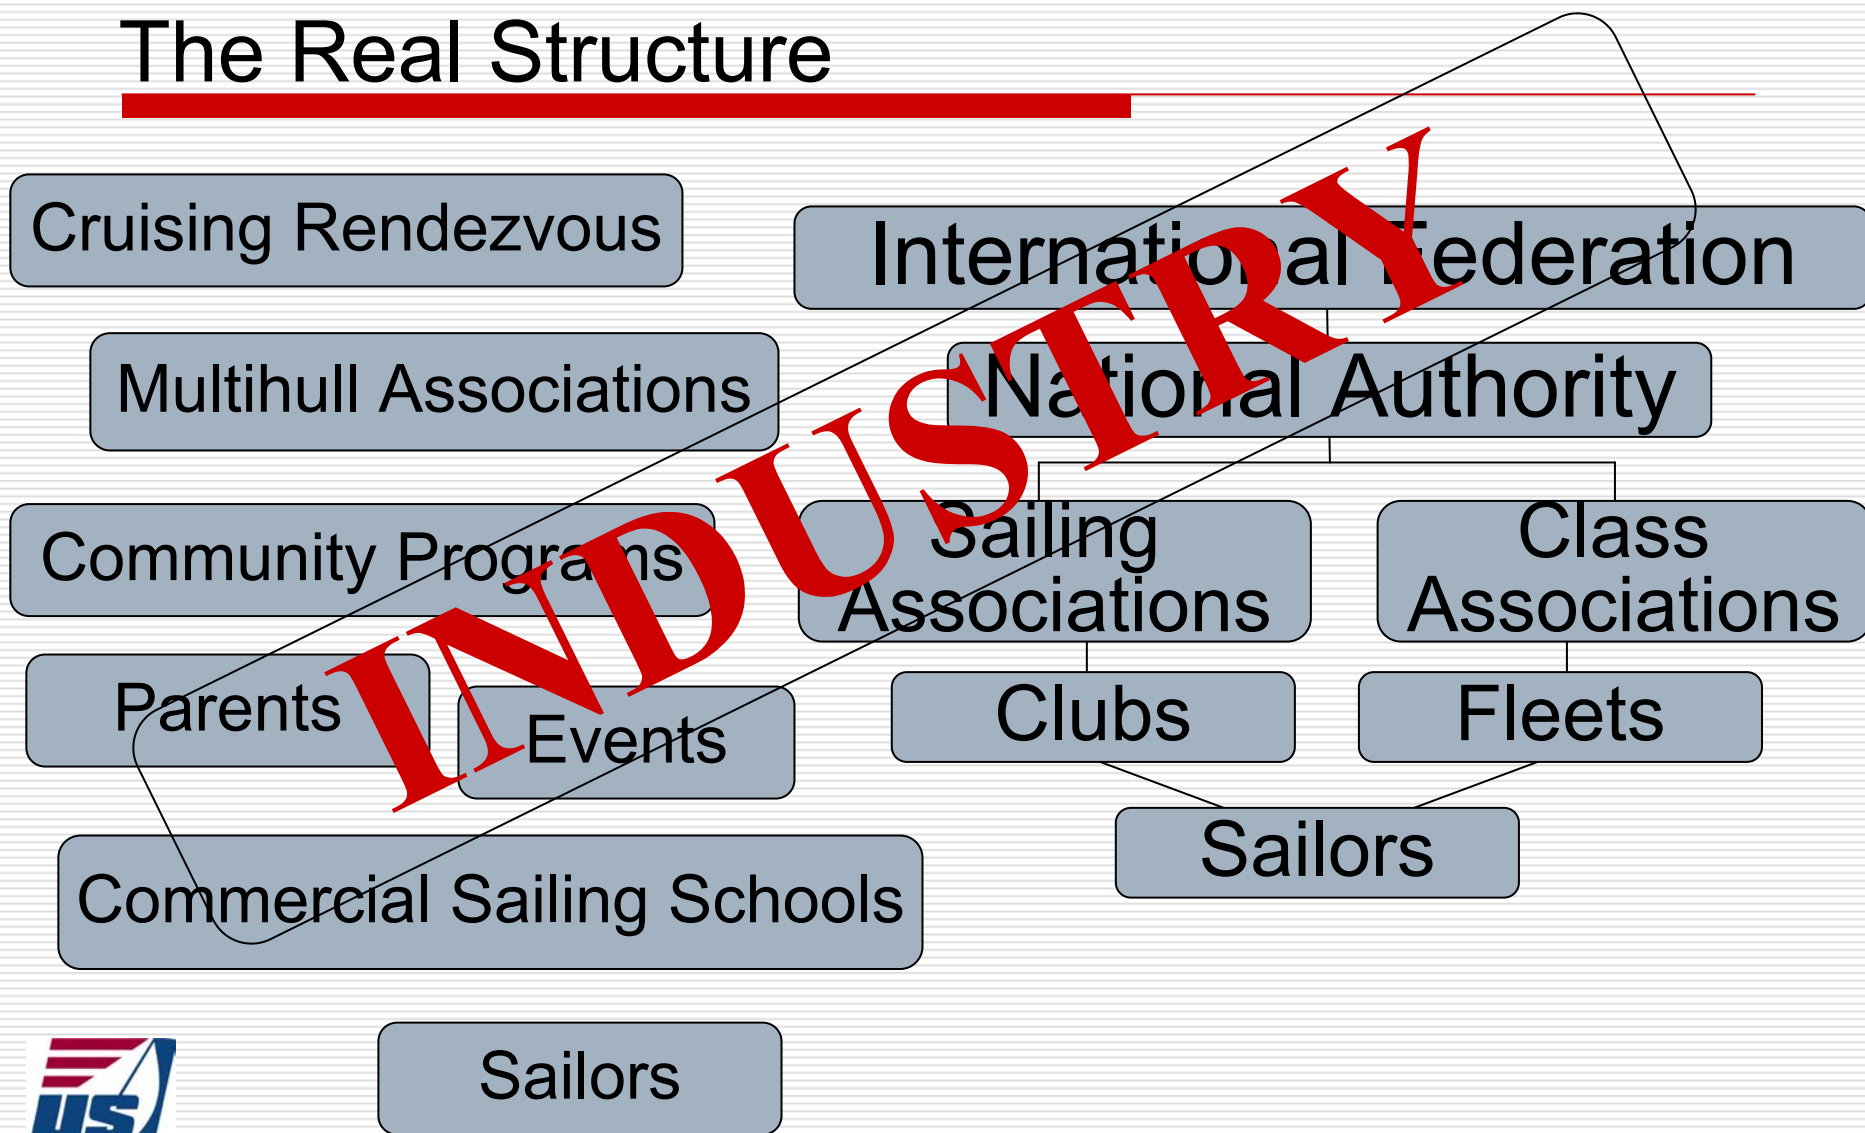 The Real Structure
Cruising Rendezvous
International Federation
Multihull Associations
National Authority
Community Programs
Sailing
Associations
Class
Associations
Parents
Events
Clubs
Fleets
Commercial Sailing Schools
Sailors
Sailors
INDUSTRY
US